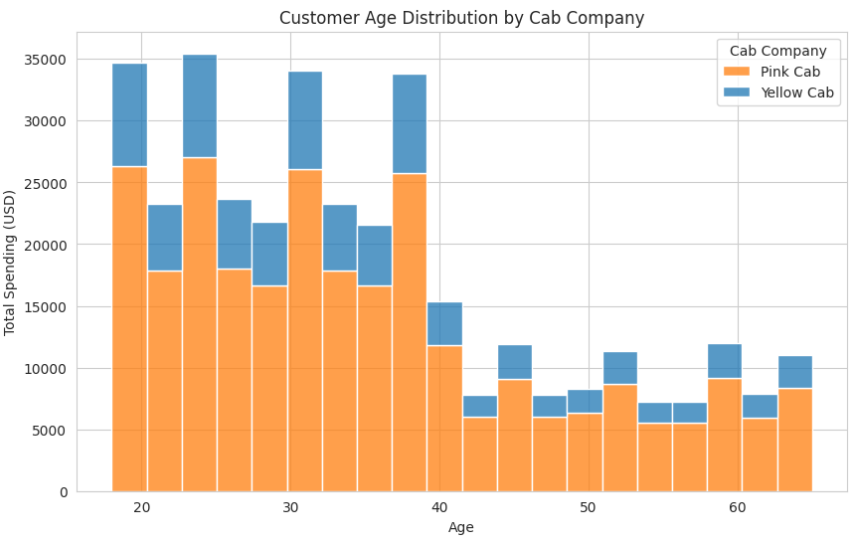 Customer Age Distribution by Cab Company
Cab Company
Pink Cab
Yellow Cab
Total Spending (USD)
35000
30000
25000
20000
15000
10000
5000
0
20 30 40 50 60
Age